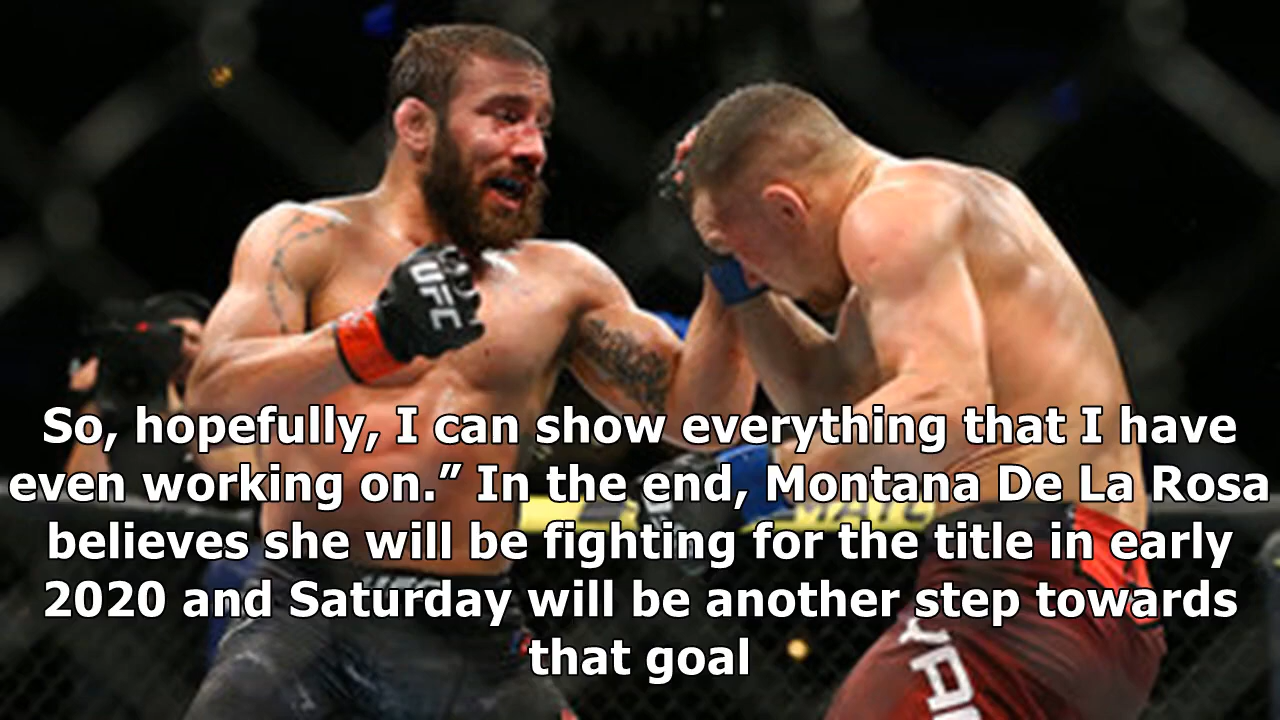 UFC
So, hopefully, I can show everything that I have
even working on.” In the end, Montana De La Rosa
believes she will be fighting for the title in early
2020 and Saturday will be another step towards
that goal